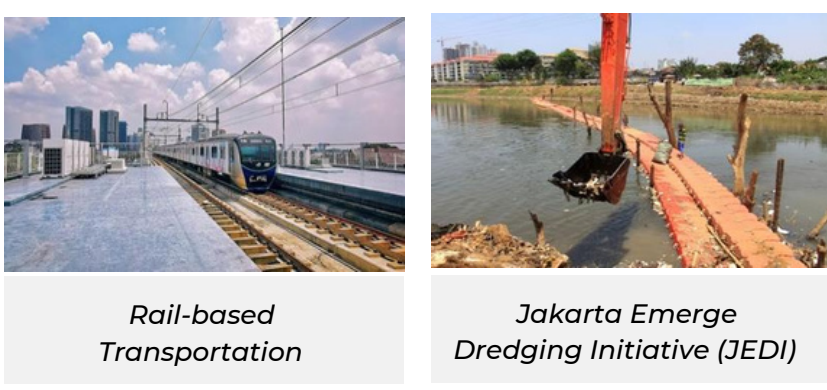 Rail-based
Transportation
Jakarta Emerge
Dredging Initiative (JEDI)